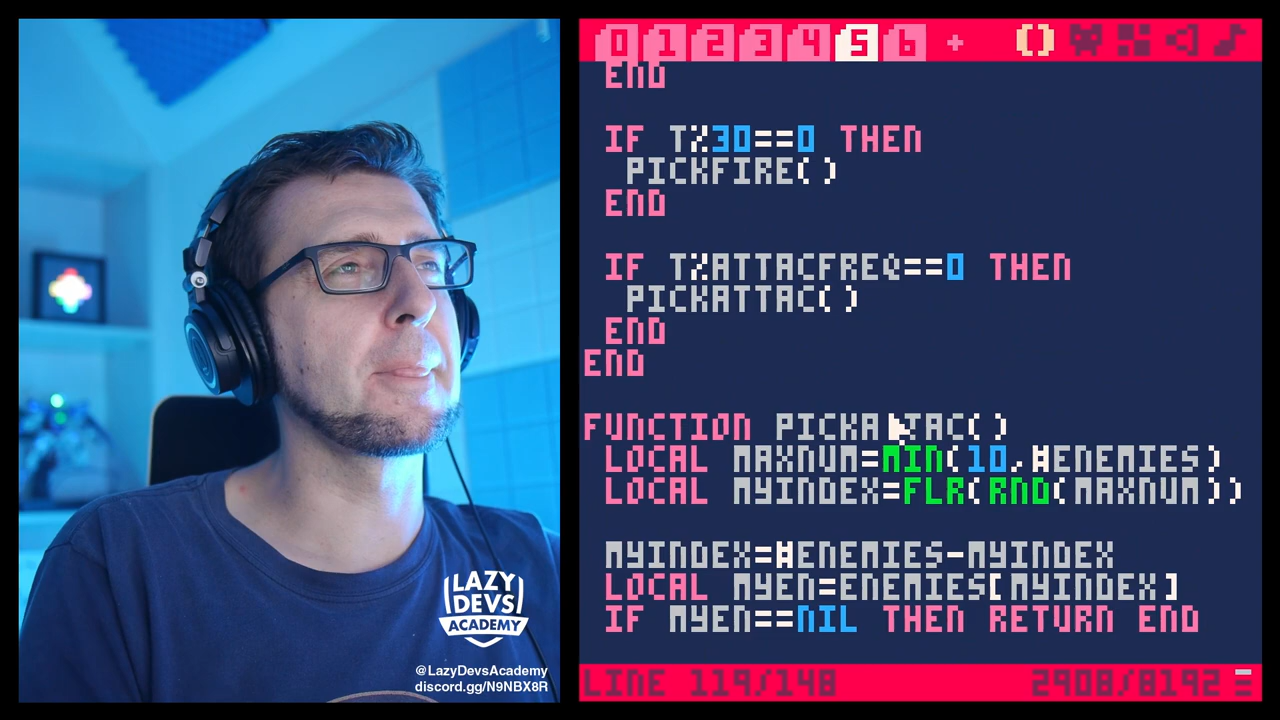 0 1 2 3 4 5 6 + ()
END
IF T%30==0 THEN
PICKFIRE()
END
IF T%ATTACFREQ==0 THEN
PICKATTAC()
END
END
FUNCTION PICKATTAC()
LOCAL MAXNUM=MIN(10,#ENEMIES)
LOCAL MYINDEX=FLR(RND(MAXNUM))
MYINDEX=#ENEMIES-MYINDEX
LOCAL MYEN=ENEMIES[MYINDEX]
IF MYEN==NIL THEN RETURN END
LINE 119/148 2908/8192
LAZY
DEVS
ACADEMY
@LazyDevsAcademy
discord.gg/N9NBX8R